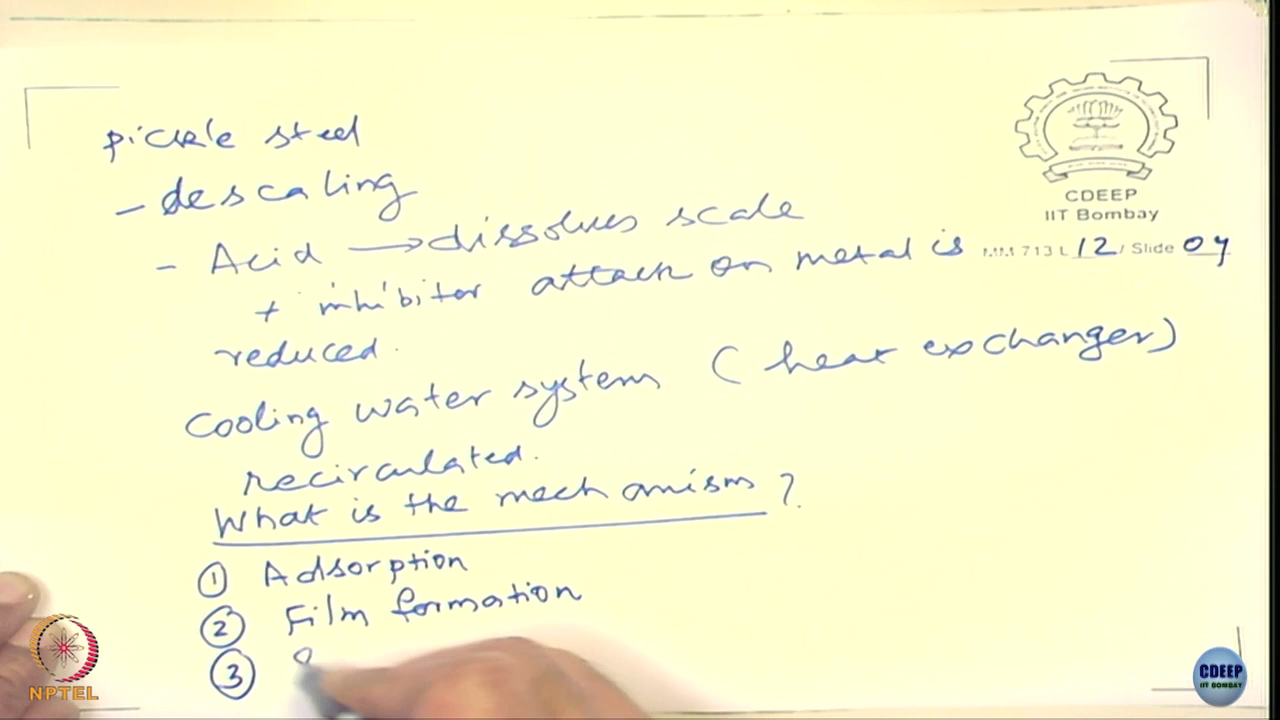 pickle steel
- descaling
- Acid → dissolves scale
+ inhibitor attack on metal is
reduced.
Cooling water system (heat exchanger)
recirculated.
What is the mechanism?
① Adsorption
② Film formation
③
CDEEP
IIT Bombay
MM 713 L 12 / Slide 04
NPTEL
CDEEP
IIT BOMBAY